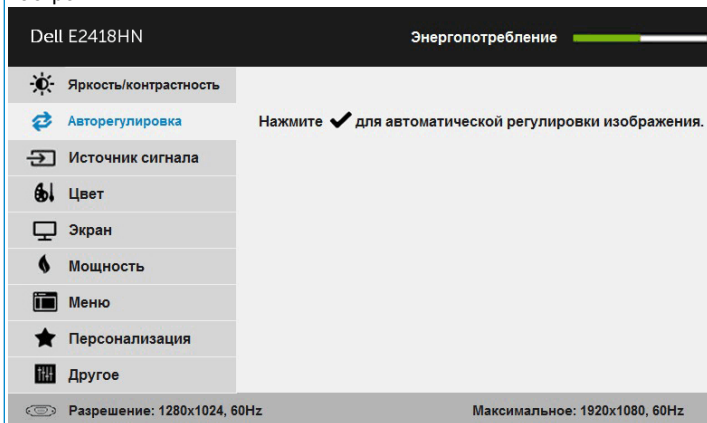 Dell E2418HN
Энергопотребление
Яркость/контрастность
Авторегулировка
Нажмите ✔ для автоматической регулировки изображения.
Источник сигнала
Цвет
Экран
Мощность
Меню
Персонализация
Другое
Разрешение: 1280x1024, 60Hz
Максимальное: 1920x1080, 60Hz